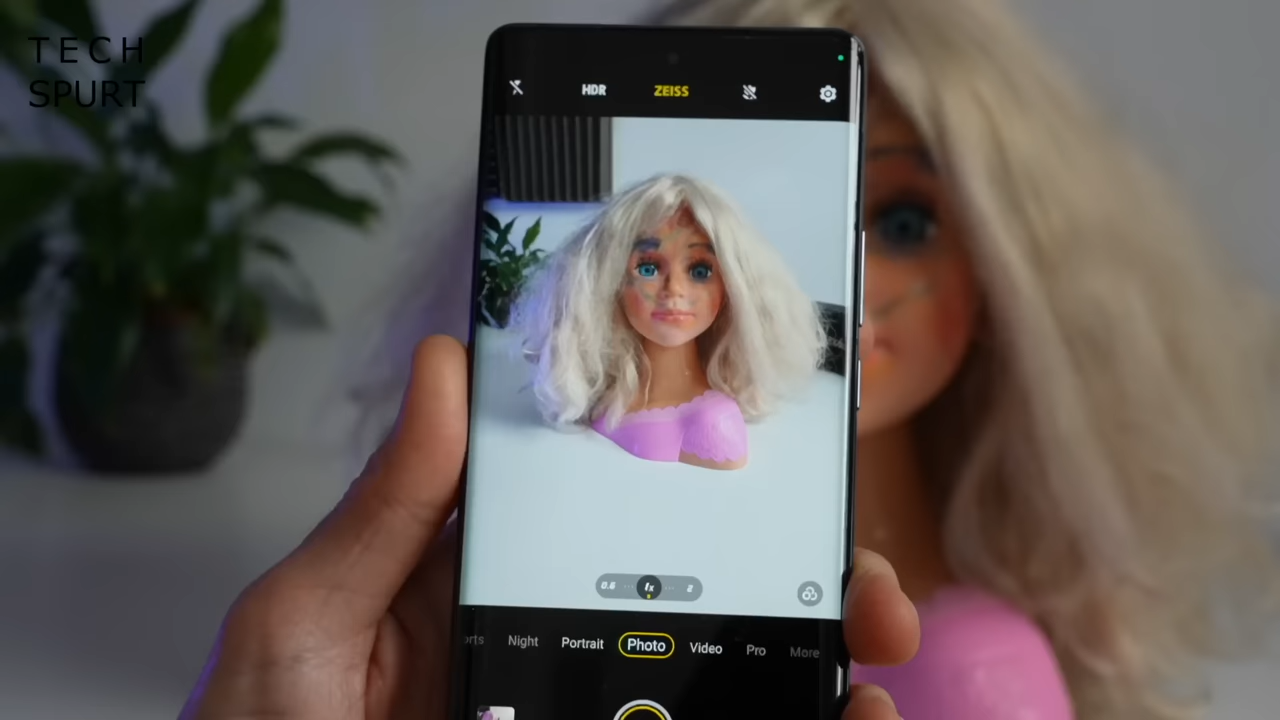 TECH
SPURT
HDR ZEISS
0.6 1x 2
Night Portrait Photo Video Pro More